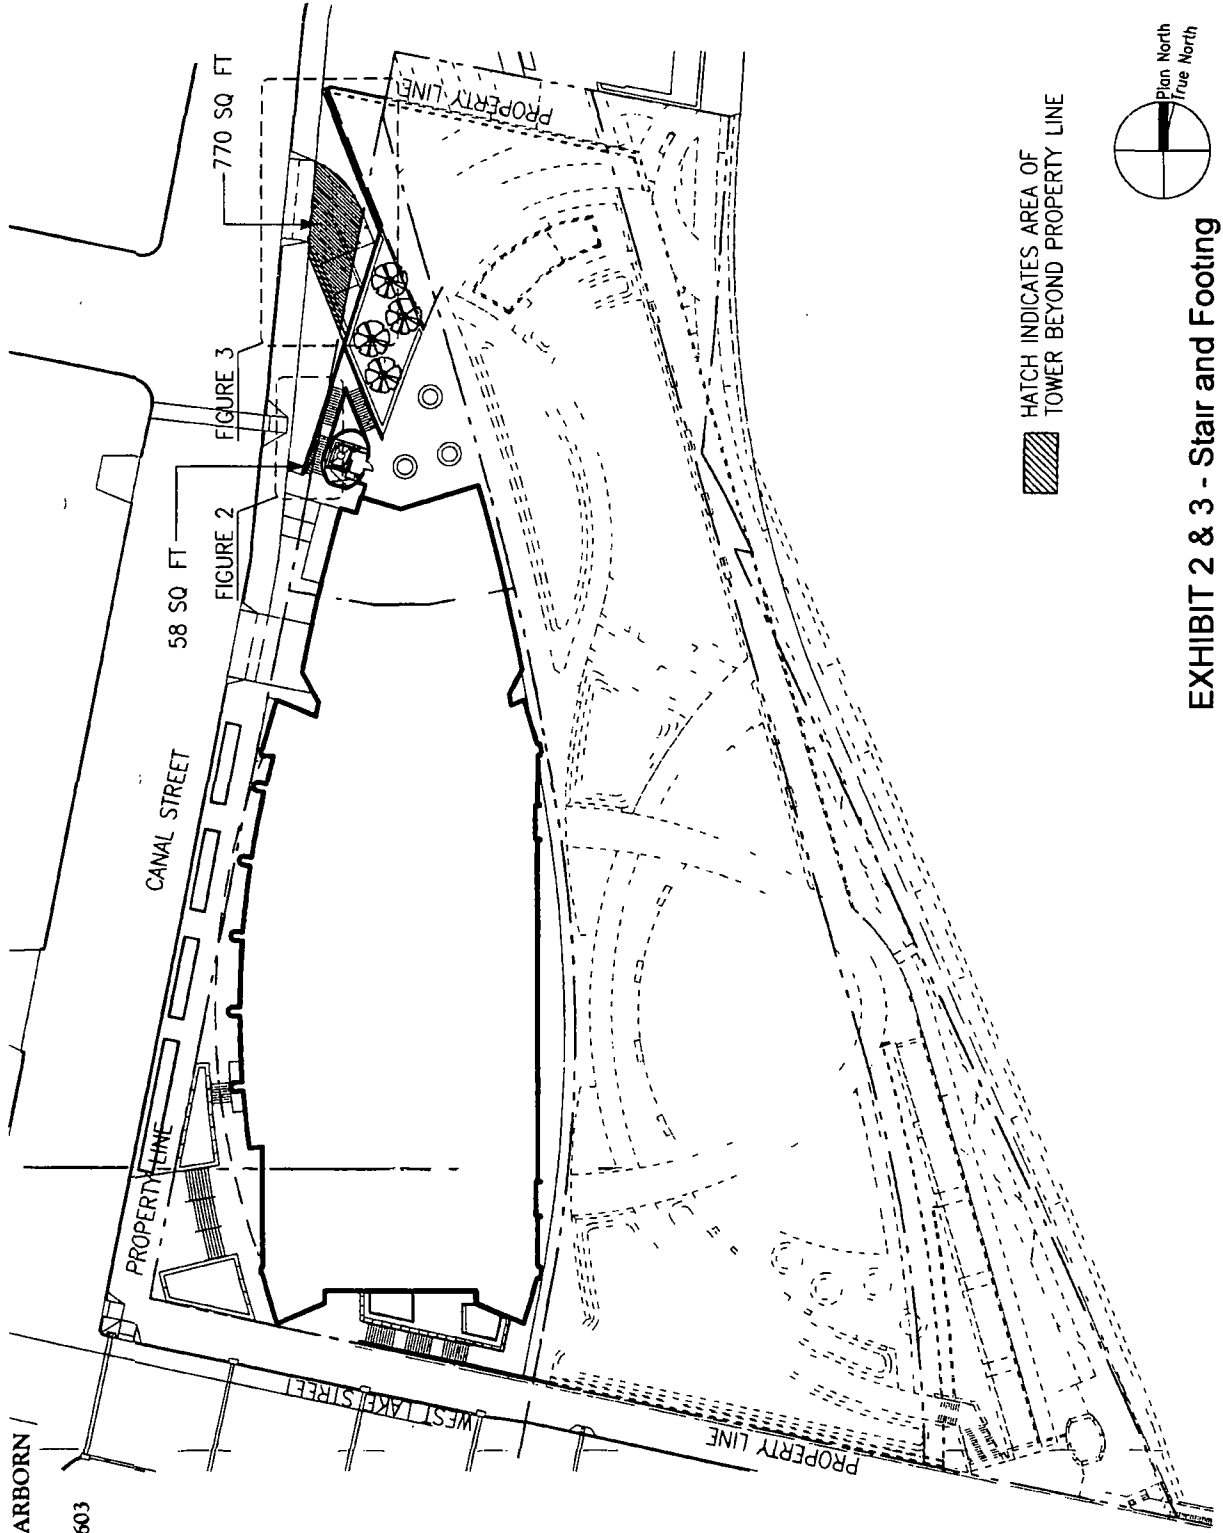 ARBORN
603
770 SQ FT
FIGURE 3
58 SQ FT
FIGURE 2
CANAL STREET
PROPERTY LINE
PROPERTY LINE
WEST LAKE STREET
PROPERTY LINE
HATCH INDICATES AREA OF
TOWER BEYOND PROPERTY LINE
Plan North
True North
EXHIBIT 2 & 3 - Stair and Footing